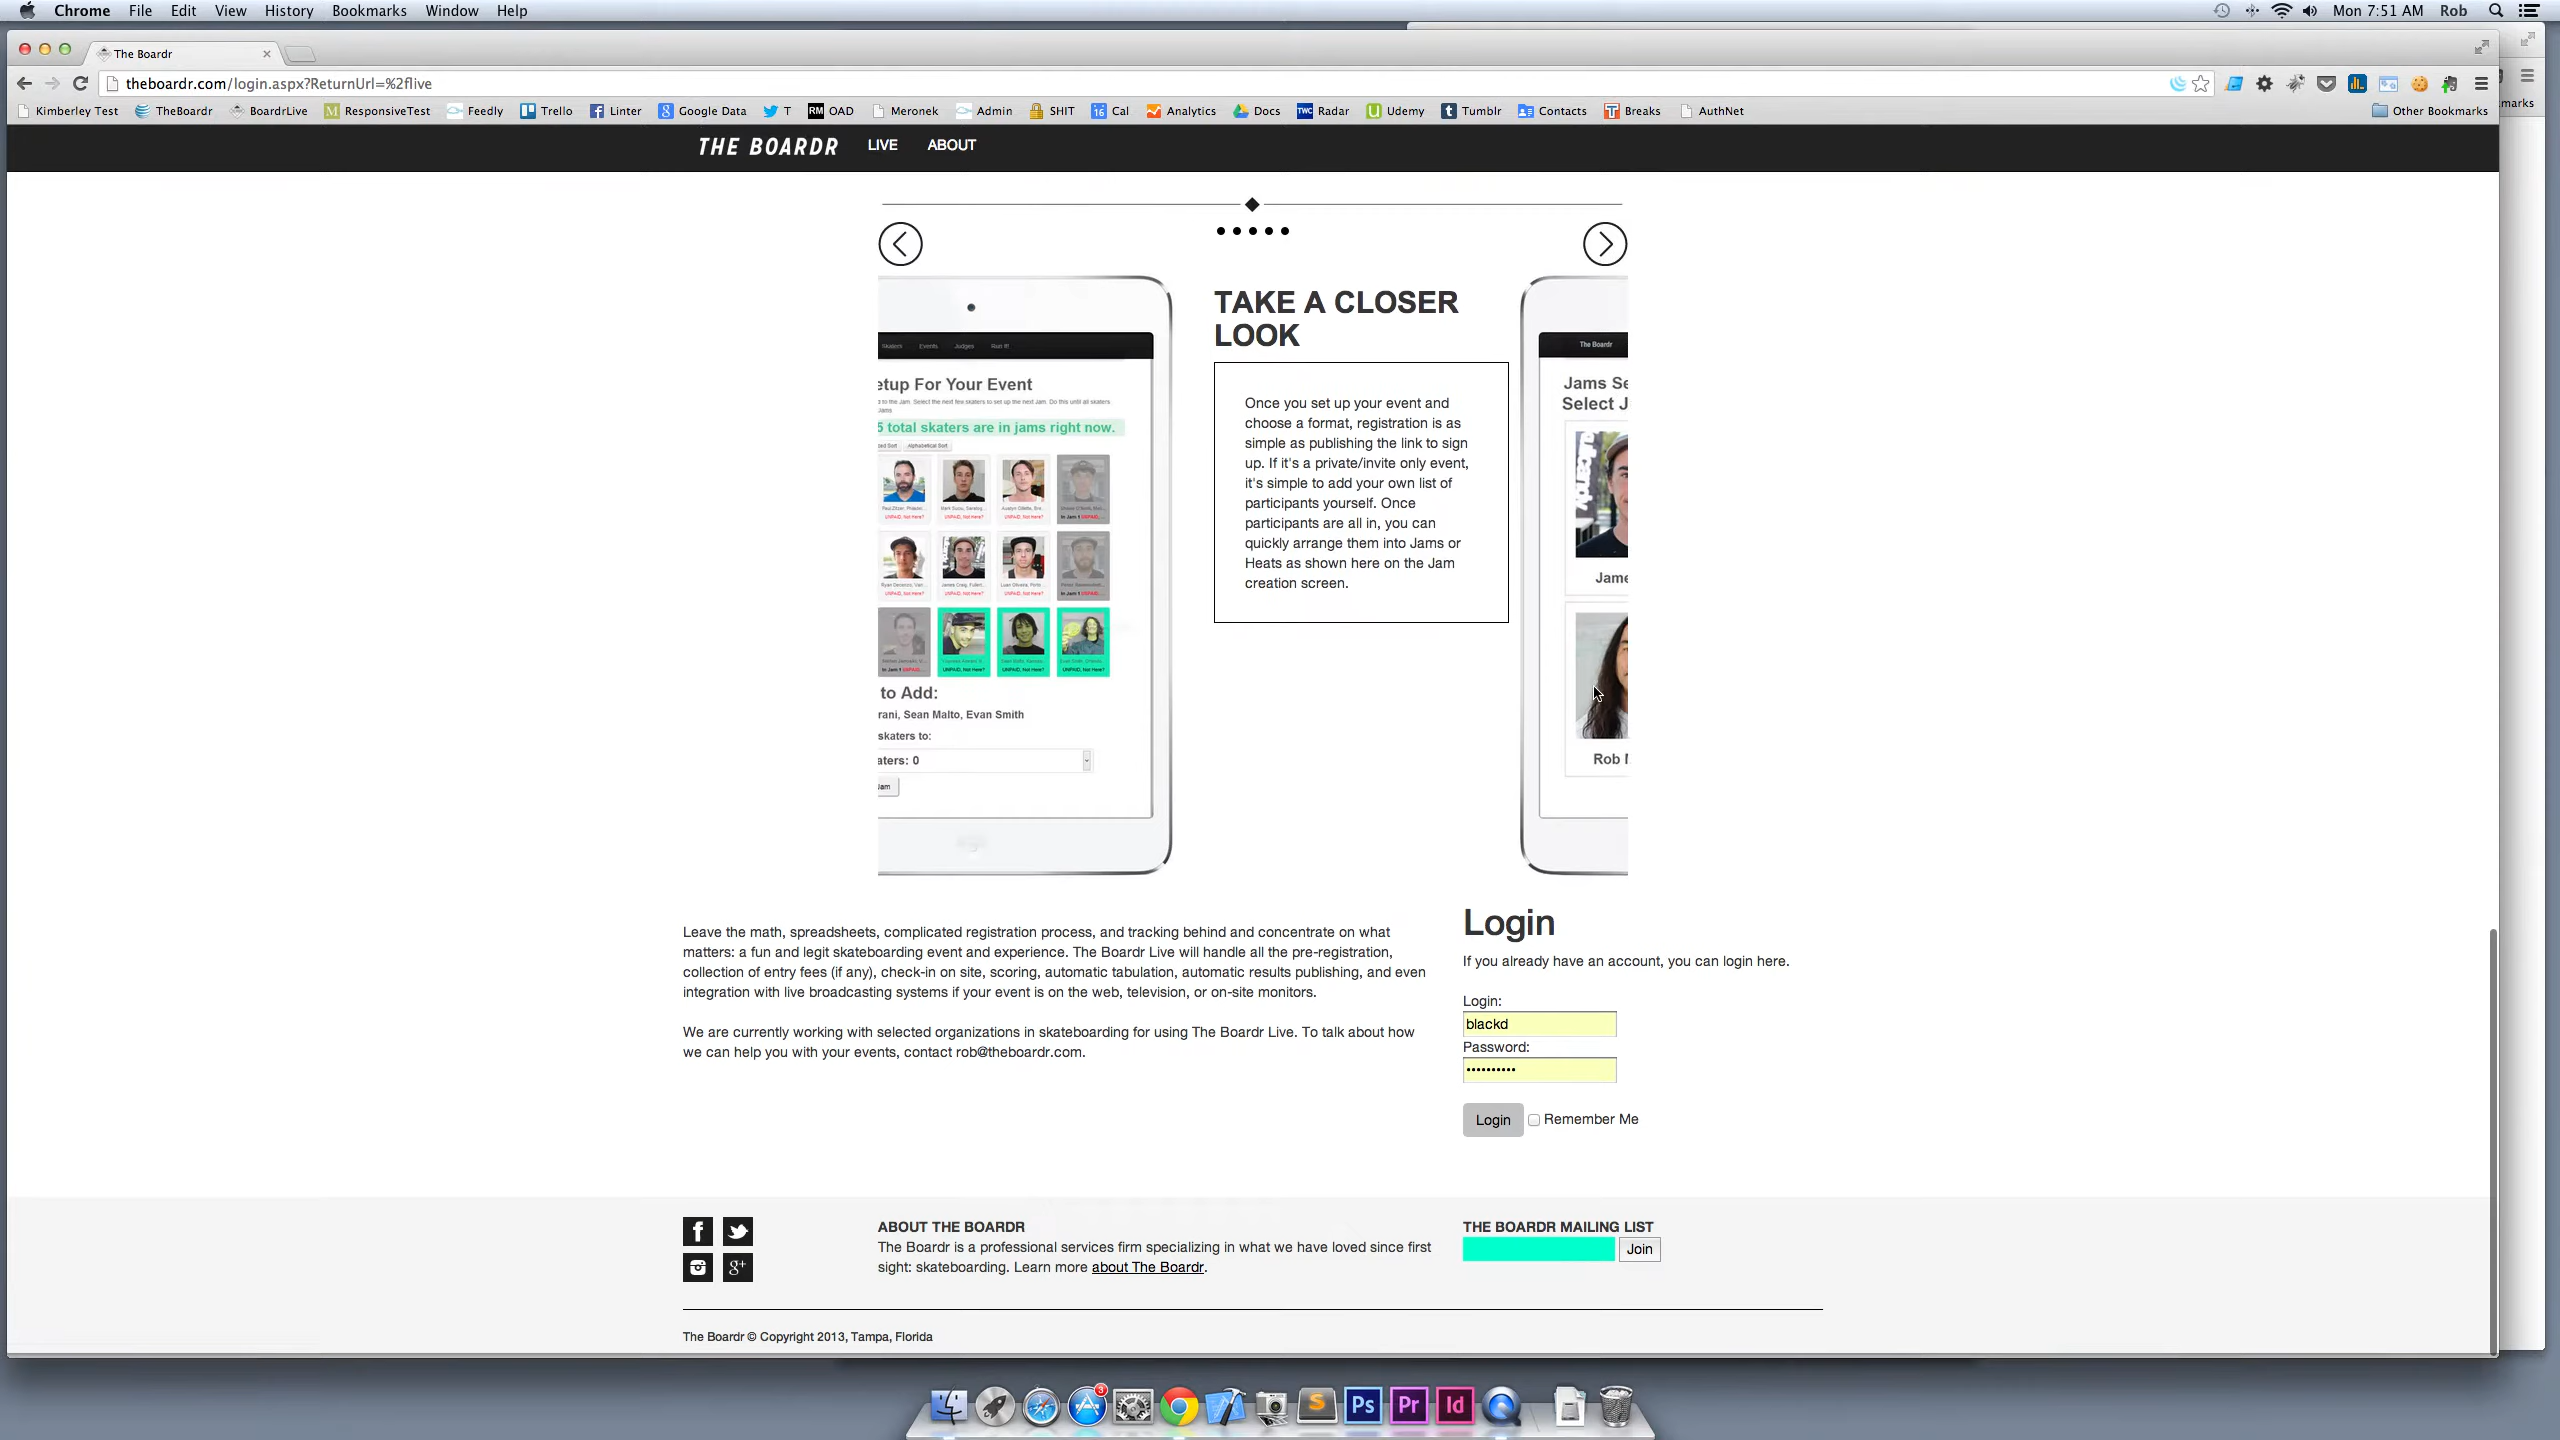 Chrome File Edit View History Bookmarks Window Help
Mon 7:51 AM Rob
The Boardr
theboardr.com/login.aspx?ReturnUrl=%2flive
Kimberley Test TheBoardr BoardrLive ResponsiveTest Feedly Trello Linter Google Data T OAD Meronek Admin SHIT Cal Analytics Docs Radar Udemy Tumblr Contacts Breaks AuthNet Other Bookmarks
marks
THE BOARDR LIVE ABOUT
Skaters Events Judges Run It!
etup For Your Event
5 total skaters are in jams right now.
Alphabetical Sort
to Add:
rani, Sean Malto, Evan Smith
skaters to:
aters: 0
Jam
TAKE A CLOSER
LOOK
Once you set up your event and
choose a format, registration is as
simple as publishing the link to sign
up. If it's a private/invite only event,
it's simple to add your own list of
participants yourself. Once
participants are all in, you can
quickly arrange them into Jams or
Heats as shown here on the Jam
creation screen.
The Boardr
Jams Se
Select J
Jame
Rob M
Leave the math, spreadsheets, complicated registration process, and tracking behind and concentrate on what
matters: a fun and legit skateboarding event and experience. The Boardr Live will handle all the pre-registration,
collection of entry fees (if any), check-in on site, scoring, automatic tabulation, automatic results publishing, and even
integration with live broadcasting systems if your event is on the web, television, or on-site monitors.
We are currently working with selected organizations in skateboarding for using The Boardr Live. To talk about how
we can help you with your events, contact rob@theboardr.com.
Login
If you already have an account, you can login here.
Login:
blackd
Password:
••••••••••
Login Remember Me
ABOUT THE BOARDR
The Boardr is a professional services firm specializing in what we have loved since first
sight: skateboarding. Learn more about The Boardr.
THE BOARDR MAILING LIST
Join
The Boardr © Copyright 2013, Tampa, Florida
3
S Ps Pr Id